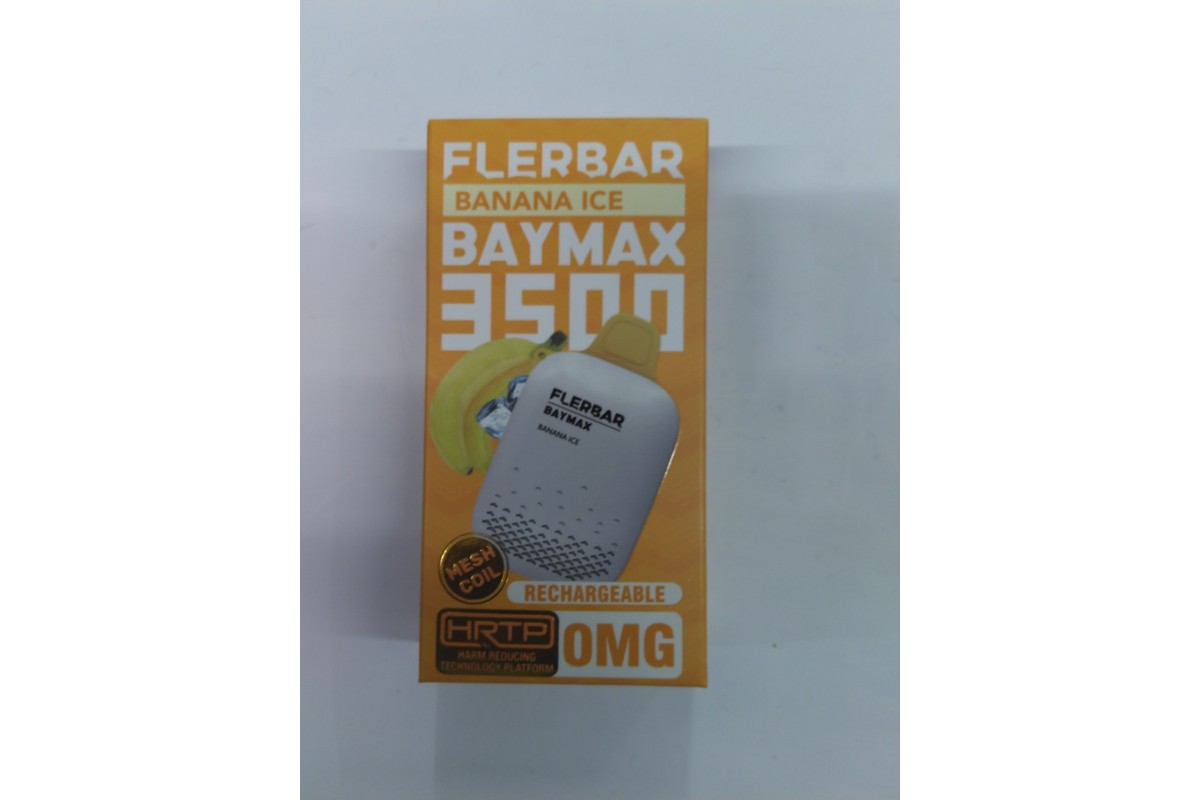 FLERBAR
BANANA ICE
BAYMAX
3500
FLERBAR
BAYMAX
BANANA ICE
MESH
COIL
RECHARGEABLE
HRTP
HARM REDUCING
TECHNOLOGY PLATFORM
0MG